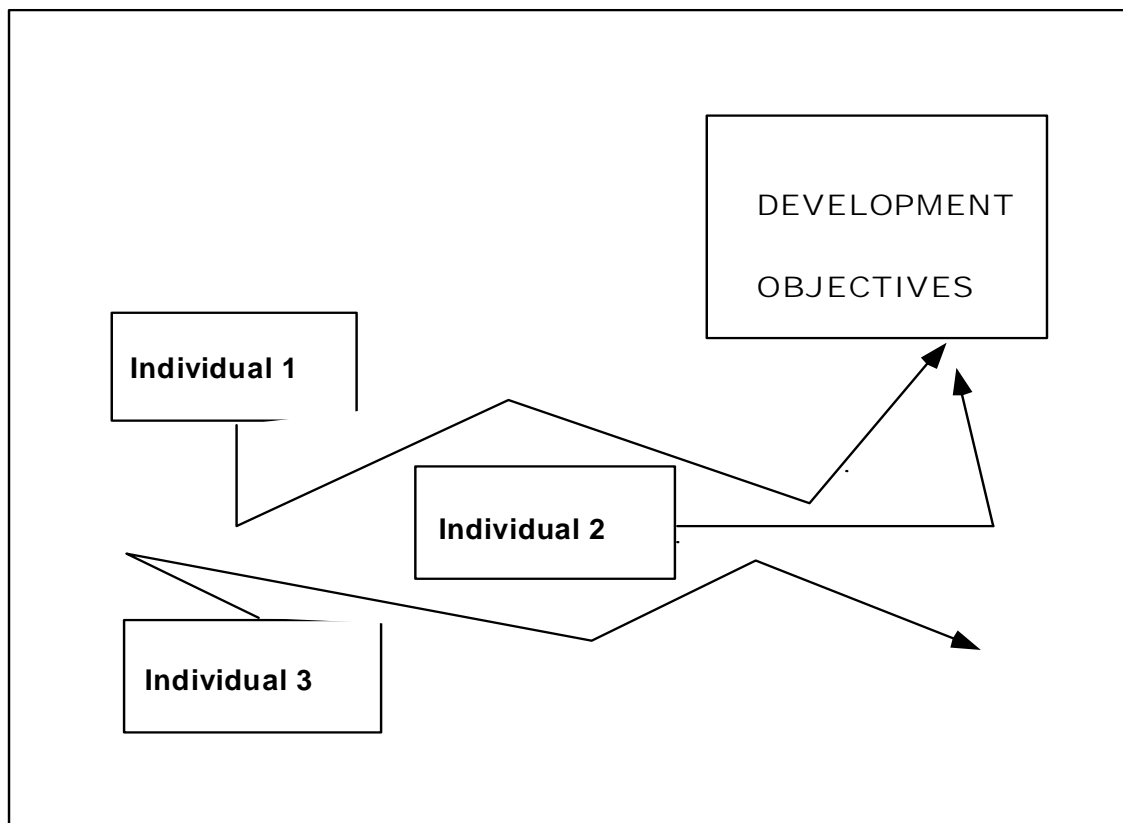 DEVELOPMENT
OBJECTIVES
Individual 1
Individual 2
Individual 3